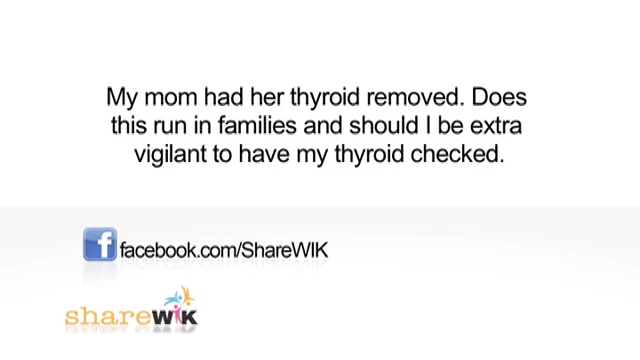 My mom had her thyroid removed. Does
this run in families and should I be extra
vigilant to have my thyroid checked.
f facebook.com/ShareWIK
sharewik